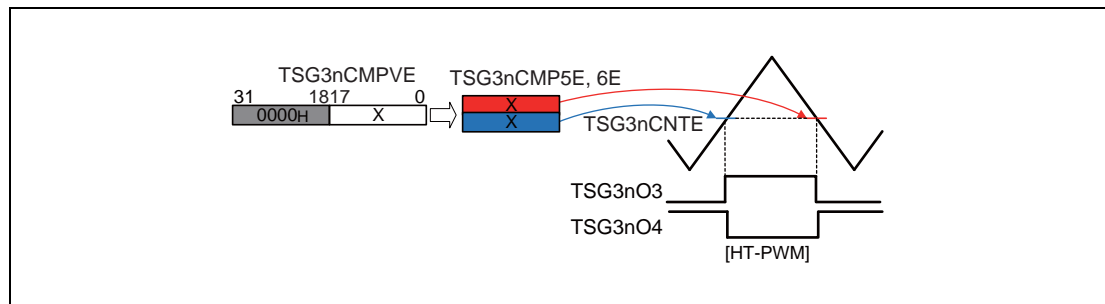 TSG3nCMPVE
TSG3nCMP5E, 6E
31 1817 0
0000H X
X
X
TSG3nCNTE
TSG3nO3
TSG3nO4
[HT-PWM]